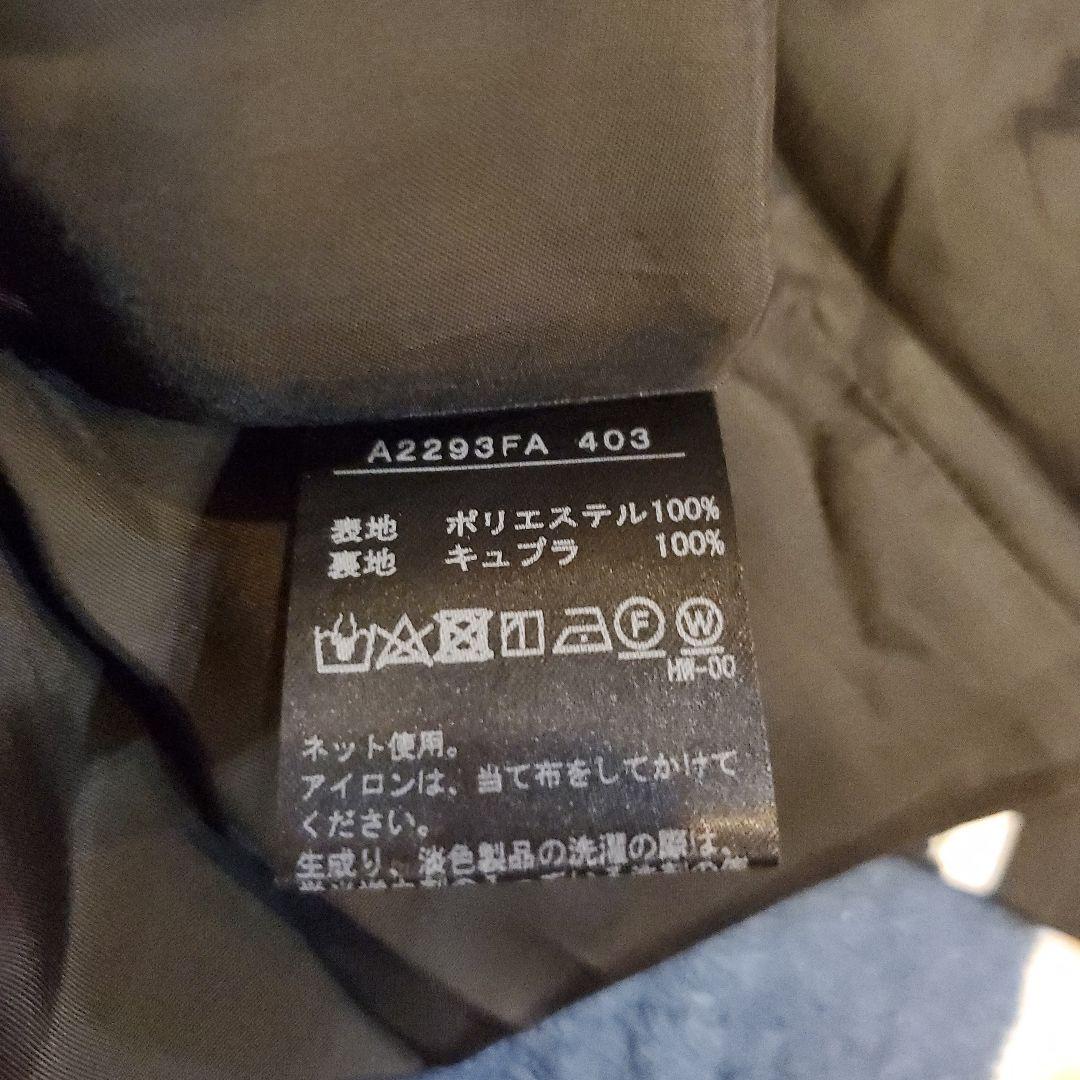 A2293FA 403
表地 ポリエステル100%
裏地 キュプラ 100%
F W
HM-00
ネット使用。
アイロンは、当て布をしてかけて
ください。
生成り、淡色製品の洗濯の際は、